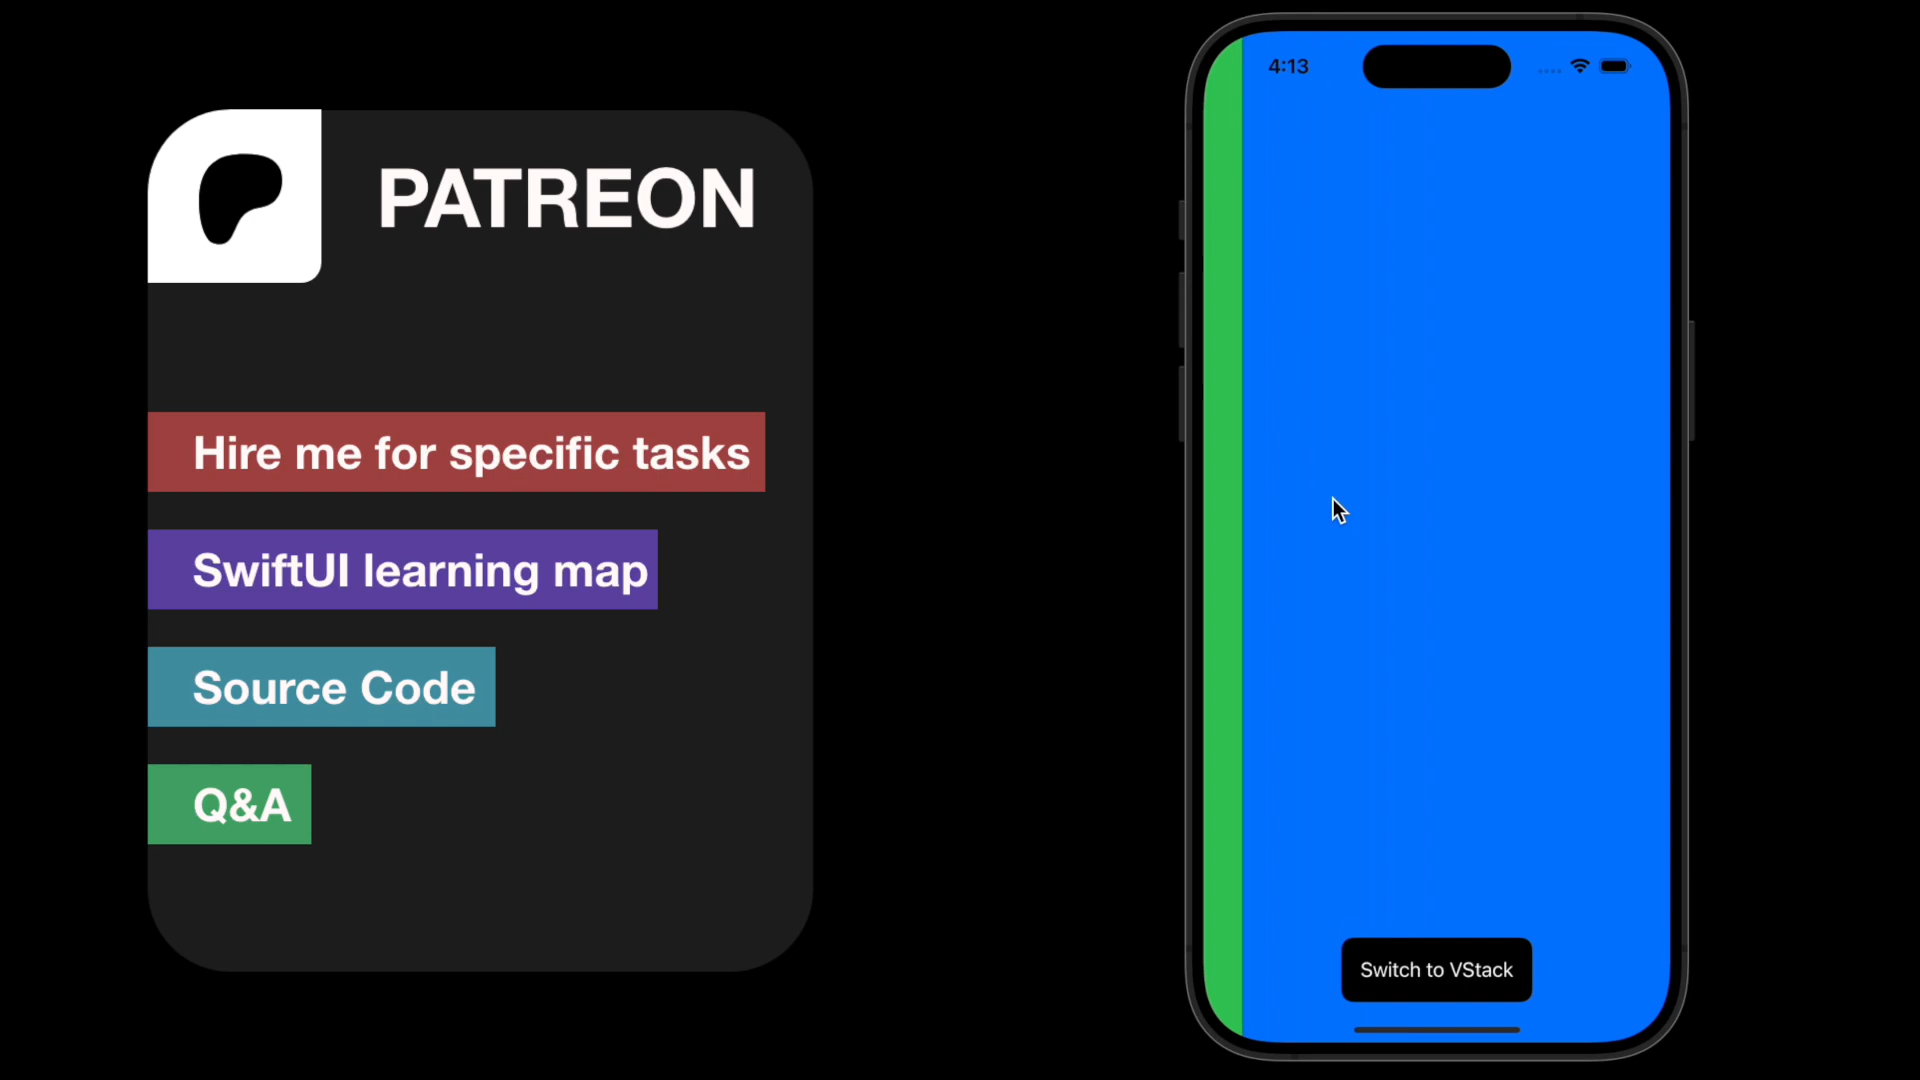 PATREON
Hire me for specific tasks
SwiftUI learning map
Source Code
Q&A
4:13
Switch to VStack